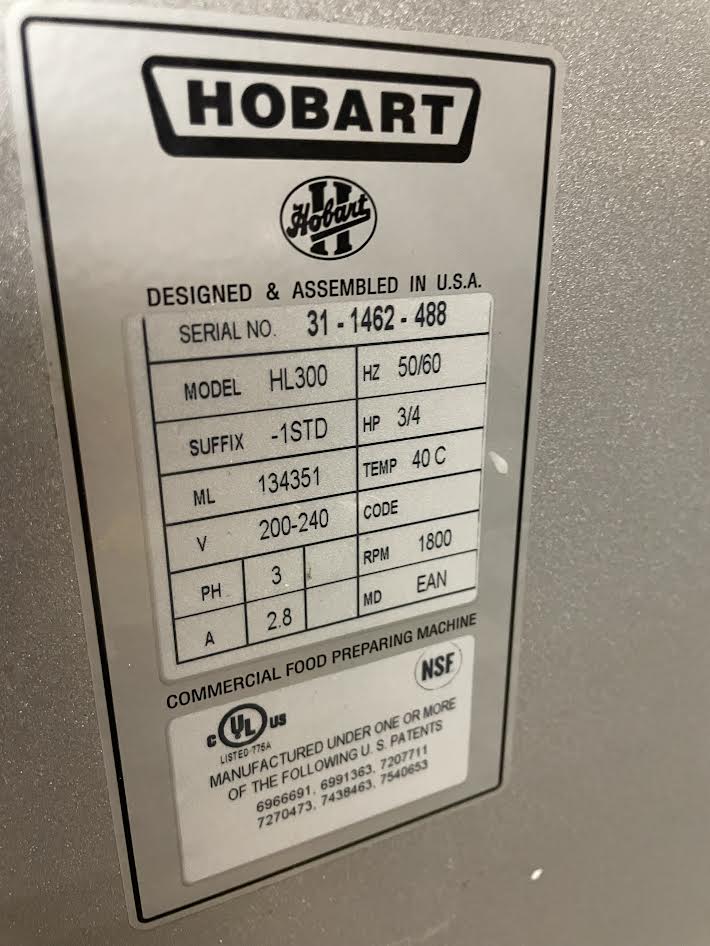 HOBART
Hobart
DESIGNED & ASSEMBLED IN U.S.A.
SERIAL NO. 31 - 1462 - 488
MODEL HL300 HZ 50/60
SUFFIX -1STD HP 3/4
ML 134351 TEMP 40 C
V 200-240 CODE
PH 3 RPM 1800
A 2.8 MD EAN
COMMERCIAL FOOD PREPARING MACHINE
NSF
C UL US
LISTED 776A
MANUFACTURED UNDER ONE OR MORE
OF THE FOLLOWING U. S. PATENTS
6966691, 6991363, 7207711
7270473, 7438463, 7540653